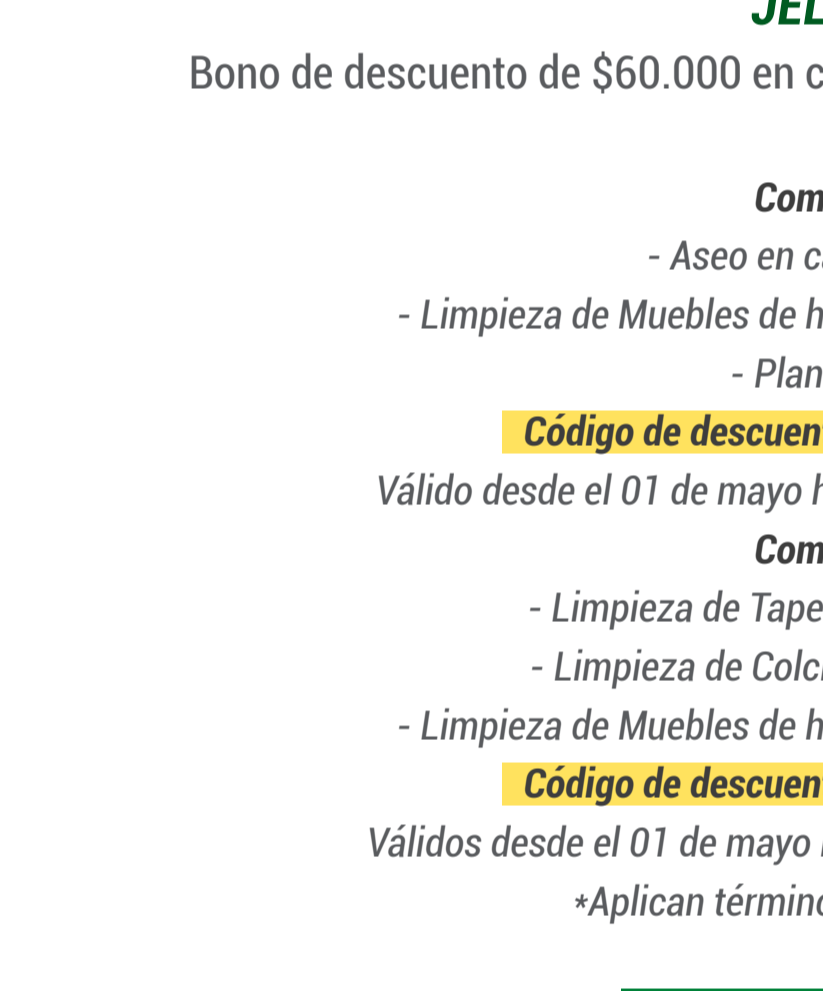 JEL
Bono de descuento de $60.000 en c
Com
- Aseo en c
- Limpieza de Muebles de h
- Plan
Código de descuen
Válido desde el 01 de mayo h
Com
- Limpieza de Tape
- Limpieza de Colc
- Limpieza de Muebles de h
Código de descuen
Válidos desde el 01 de mayo
*Aplican término